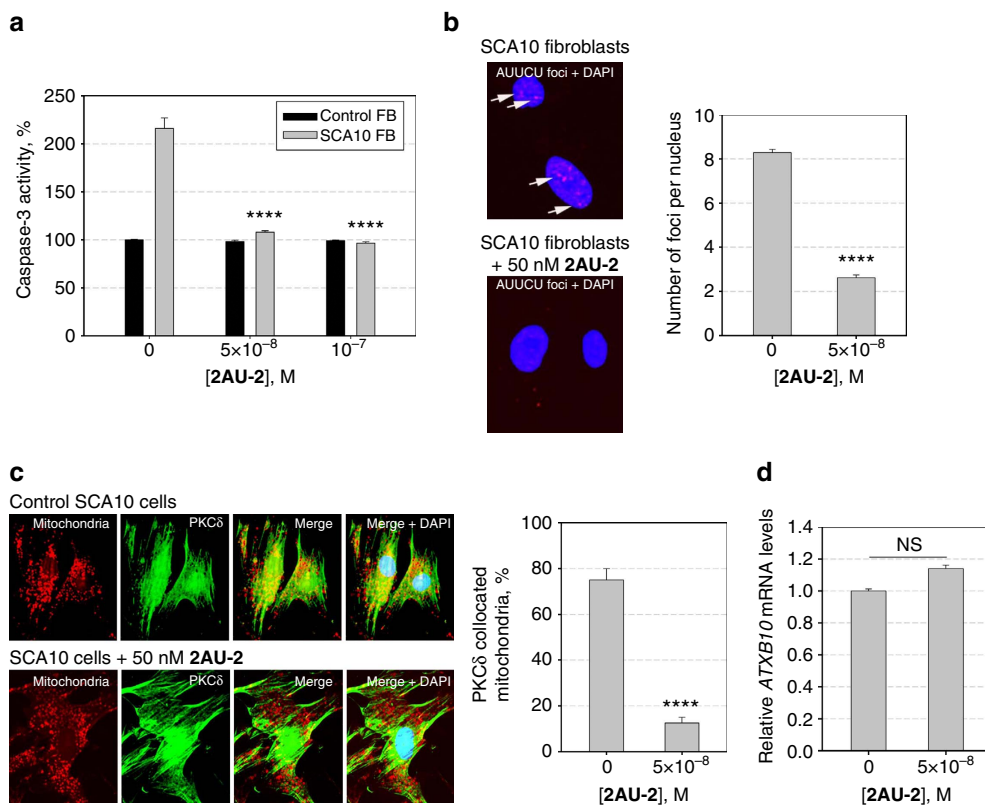 a
Caspase-3 activity, %
250
200
150
100
50
0
Control FB
SCA10 FB
****
****
0
5×10⁻⁸
10⁻⁷
[2AU-2], M
b
SCA10 fibroblasts
AUUCU foci + DAPI
SCA10 fibroblasts
+ 50 nM 2AU-2
AUUCU foci + DAPI
Number of foci per nucleus
10
8
6
4
2
0
****
0
5×10⁻⁸
[2AU-2], M
c
Control SCA10 cells
Mitochondria
PKCδ
Merge
Merge + DAPI
SCA10 cells + 50 nM 2AU-2
Mitochondria
PKCδ
Merge
Merge + DAPI
PKCδ collocated
mitochondria, %
100
80
60
40
20
0
****
0
5×10⁻⁸
[2AU-2], M
d
Relative ATXB10 mRNA levels
1.4
1.2
1.0
0.8
0.6
0.4
0.2
0.0
NS
0
5×10⁻⁸
[2AU-2], M